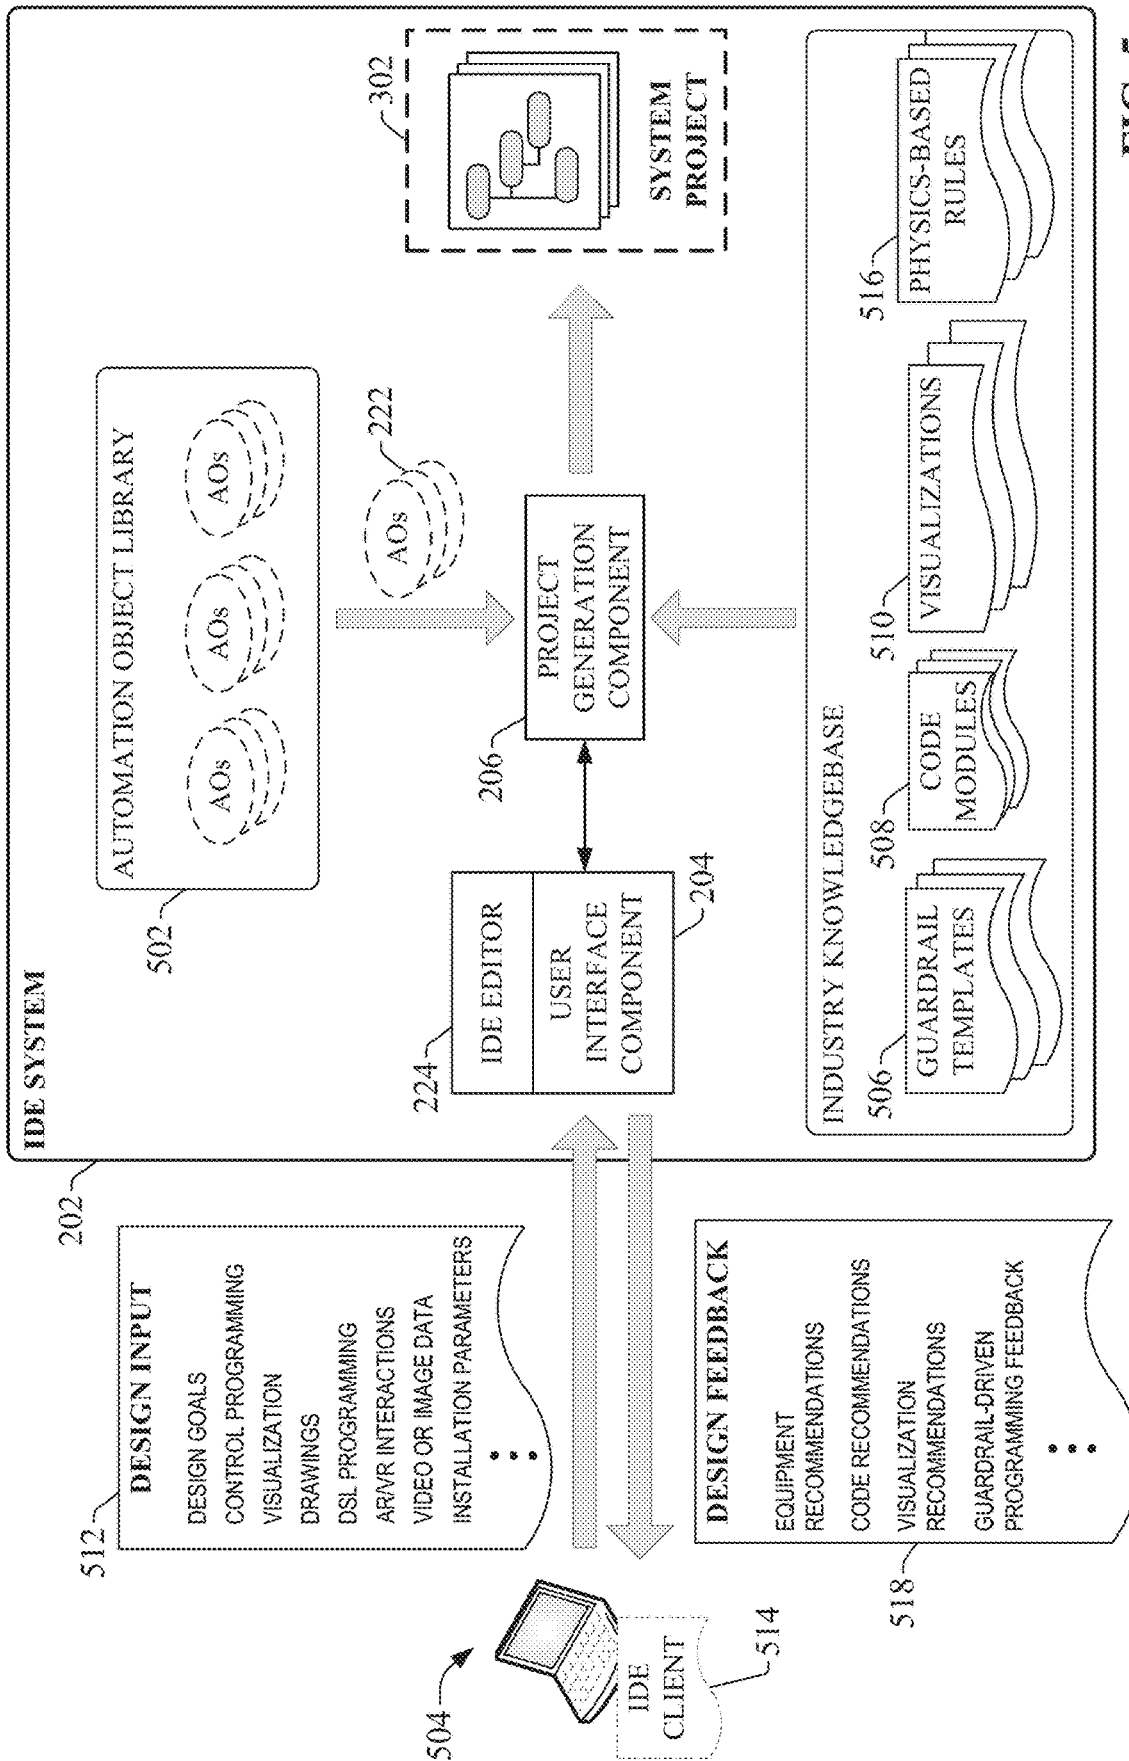 IDE SYSTEM
202
AUTOMATION OBJECT LIBRARY
AOs
AOs
AOs
502
AOs
222
302
SYSTEM
PROJECT
512
DESIGN INPUT
DESIGN GOALS
CONTROL PROGRAMMING
VISUALIZATION
DRAWINGS
DSL PROGRAMMING
AR/VR INTERACTIONS
VIDEO OR IMAGE DATA
INSTALLATION PARAMETERS
224
IDE EDITOR
USER
INTERFACE
COMPONENT
204
206
PROJECT
GENERATION
COMPONENT
504
IDE
CLIENT
514
DESIGN FEEDBACK
EQUIPMENT
RECOMMENDATIONS
CODE RECOMMENDATIONS
VISUALIZATION
RECOMMENDATIONS
GUARDRAIL-DRIVEN
PROGRAMMING FEEDBACK
518
INDUSTRY KNOWLEDGEBASE
506
GUARDRAIL
TEMPLATES
508
CODE
MODULES
510
VISUALIZATIONS
516
PHYSICS-BASED
RULES